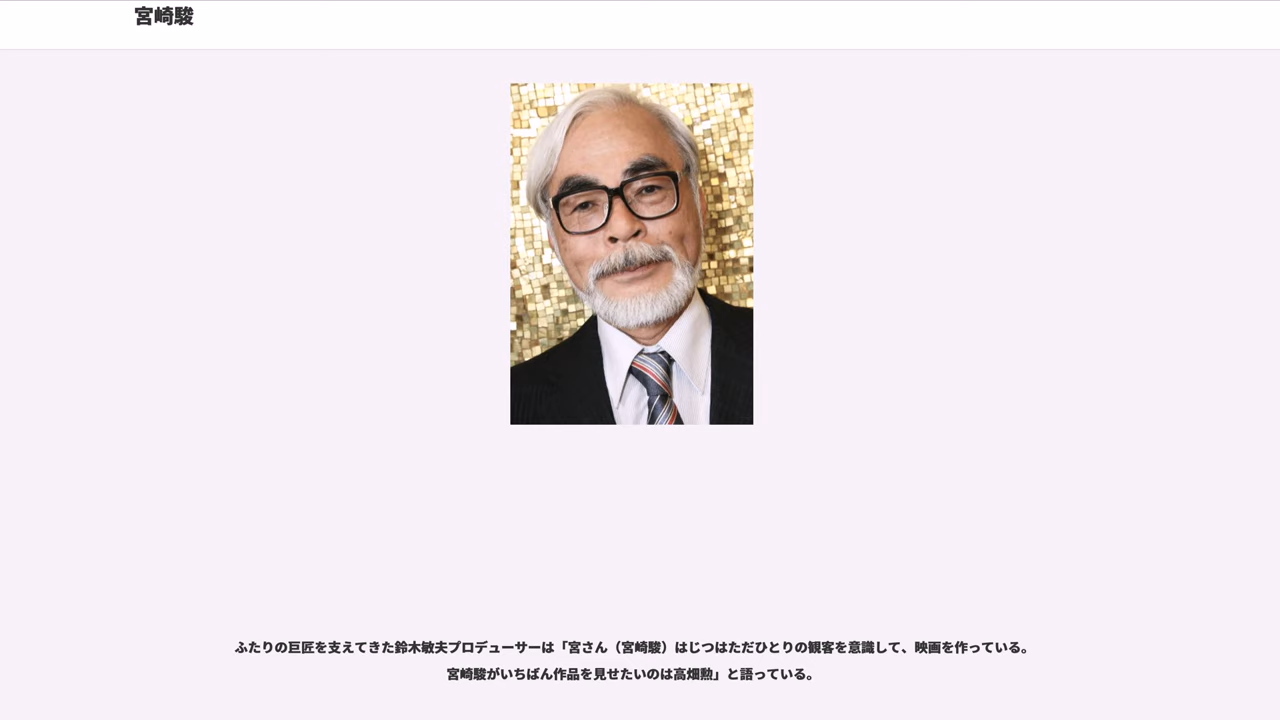 宮崎駿
ふたりの巨匠を支えてきた鈴木敏夫プロデューサーは「宮さん（宮崎駿）はじつはただひとりの観客を意識して、映画を作っている。
宮崎駿がいちばん作品を見せたいのは高畑勲」と語っている。